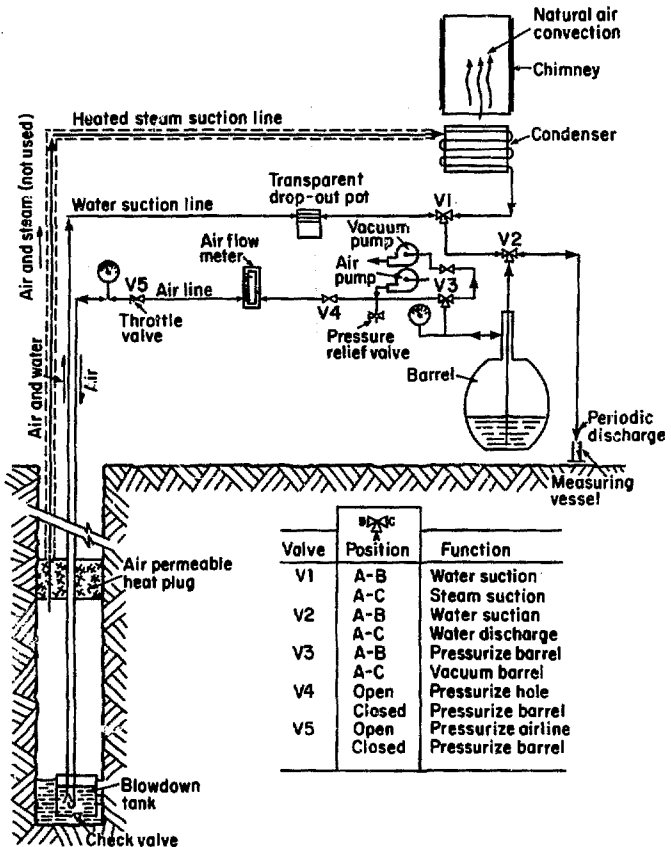 Natural air
convection
Chimney
Heated steam suction line
Condenser
Air and steam (not used)
Water suction line
Transparent
drop-out pot
V1
Vacuum
pump
V2
Air flow
meter
Air
pump
V3
V5
Air line
V4
Throttle
valve
Pressure
relief valve
Barrel
Air and water
Air
Periodic
discharge
Measuring
vessel
Air permeable
heat plug
B C
A
Valve Position Function
V1 A-B Water suction
A-C Steam suction
V2 A-B Water suctian
A-C Water discharge
V3 A-B Pressurize barrel
A-C Vacuum barrel
V4 Open Pressurize hole
Closed Pressurize barrel
V5 Open Pressurize airline
Closed Pressurize barrel
Blowdown
tank
Check valve